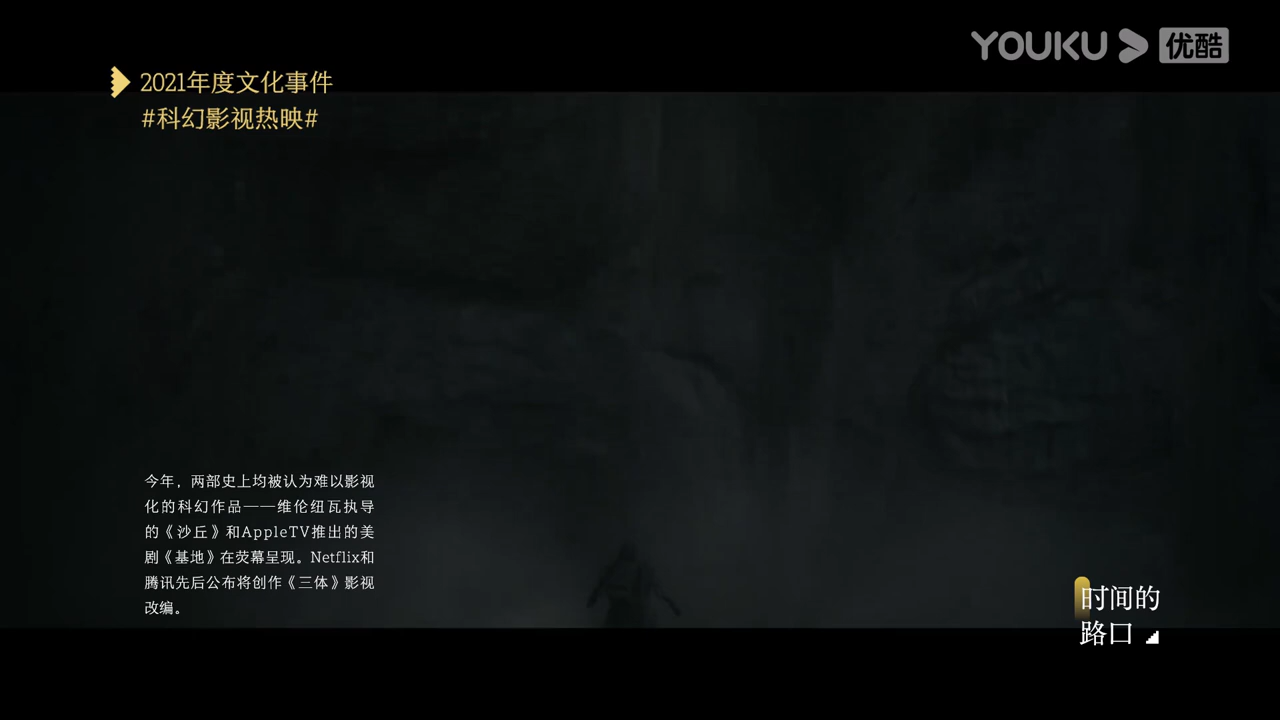 YOUKU 优酷
2021年度文化事件
#科幻影视热映#
今年，两部史上均被认为难以影视
化的科幻作品——维伦纽瓦执导
的《沙丘》和AppleTV推出的美
剧《基地》在荧幕呈现。Netflix和
腾讯先后公布将创作《三体》影视
改编。
时间的
路口